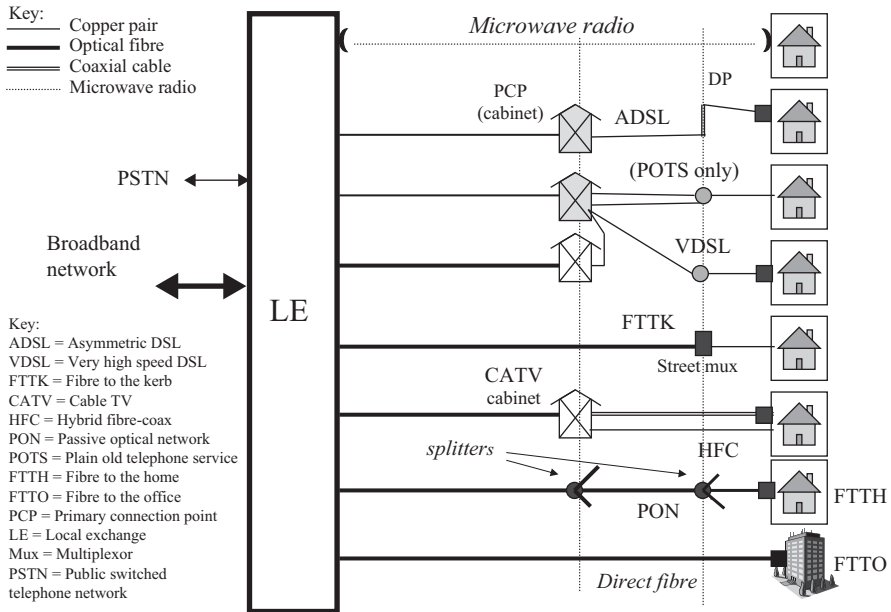 Key:
Copper pair
Optical fibre
Coaxial cable
Microwave radio
Microwave radio
PCP
(cabinet)
ADSL
DP
PSTN
(POTS only)
Broadband
network
VDSL
LE
FTTK
Street mux
CATV
cabinet
HFC
splitters
PON
FTTH
Direct fibre
FTTO
Key:
ADSL = Asymmetric DSL
VDSL = Very high speed DSL
FTTK = Fibre to the kerb
CATV = Cable TV
HFC = Hybrid fibre-coax
PON = Passive optical network
POTS = Plain old telephone service
FTTH = Fibre to the home
FTTO = Fibre to the office
PCP = Primary connection point
LE = Local exchange
Mux = Multiplexor
PSTN = Public switched
telephone network